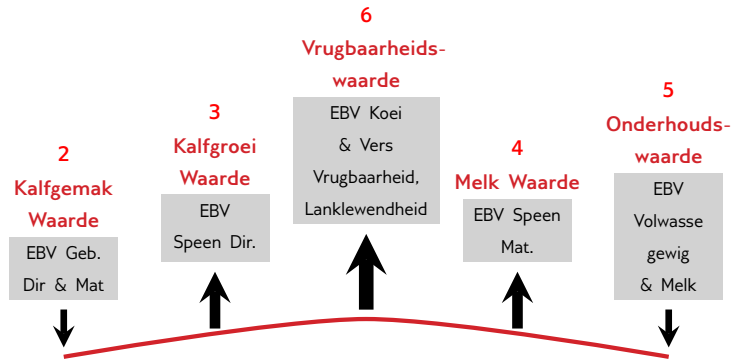 2
Kalfgemak
Waarde
EBV Geb.
Dir & Mat
3
Kalfgroei
Waarde
EBV
Speen Dir.
6
Vrugbaarheids-
waarde
EBV Koei
& Vers
Vrugbaarheid,
Lanklewendheid
4
Melk Waarde
EBV Speen
Mat.
5
Onderhouds-
waarde
EBV
Volwasse
gewig
& Melk